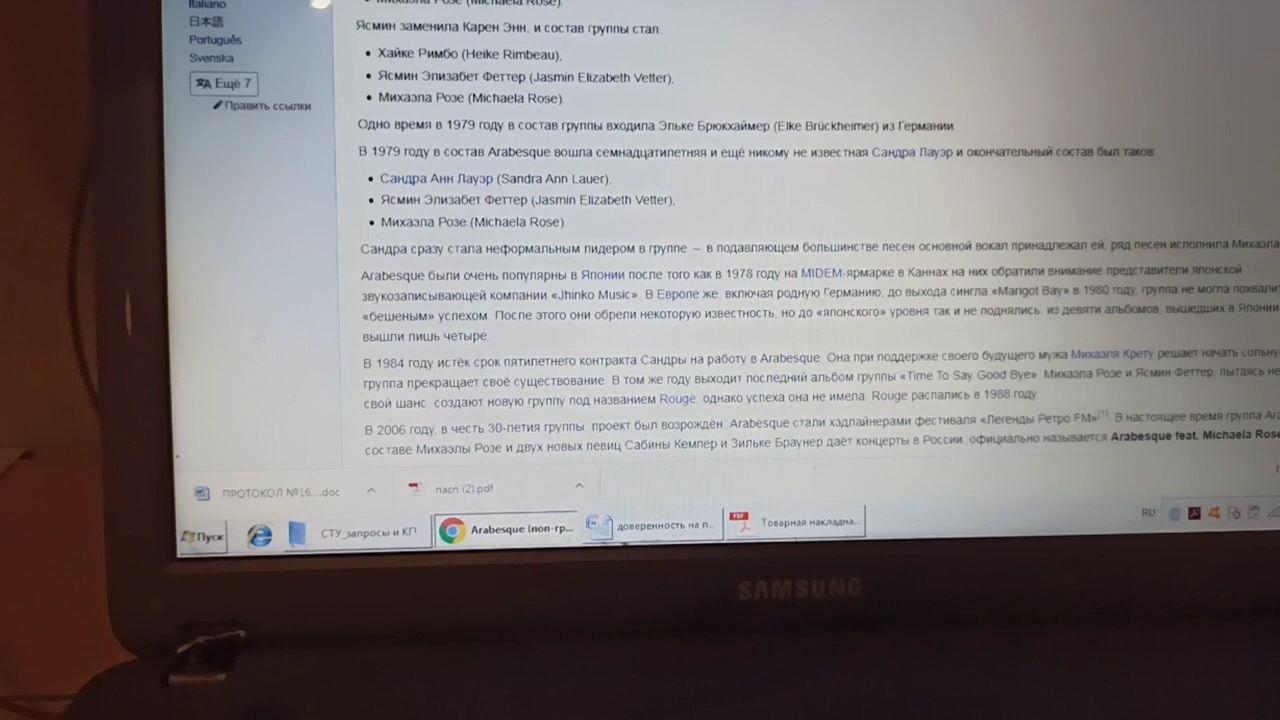 Italiano
日本語
Português
Svenska
Ещё 7
Править ссылки
Михаэла Розе (Michaela Rose).
Ясмин заменила Карен Энн, и состав группы стал
Хайке Римбо (Heike Rimbeau),
Ясмин Элизабет Феттер (Jasmin Elizabeth Vetter),
Михаэла Розе (Michaela Rose).
Одно время в 1979 году в состав группы входила Эльке Брюкхаймер (Elke Brückheimer) из Германии.
В 1979 году в состав Arabesque вошла семнадцатилетняя и ещё никому не известная Сандра Лауэр и окончательный состав был таков:
Сандра Анн Лауэр (Sandra Ann Lauer),
Ясмин Элизабет Феттер (Jasmin Elizabeth Vetter),
Михаэла Розе.(Michaela Rose)
Сандра сразу стала неформальным лидером в группе — в подавляющем большинстве песен основной вокал принадлежал ей, ряд песен исполнила Михаэла
Arabesque были очень популярны в Японии после того как в 1978 году на MIDEM-ярмарке в Каннах на них обратили внимание представители японской
звукозаписывающей компании «Jhinko Music». В Европе же, включая родную Германию, до выхода сингла «Marigot Bay» в 1980 году, группа не могла
«бешеным» успехом. После этого они обрели некоторую известность, но до «японского» уровня так и не поднялись: из девяти альбомов, вышедших в Японии
вышли лишь четыре
В 1984 году истёк срок пятилетнего контракта Сандры на работу в Arabesque. Она при поддержке своего будущего мужа Михаэля Крету решает начать
группа прекращает своё существование. В том же году выходит последний альбом группы «Time To Say Good Bye». Михаэла Розе и Ясмин Феттер, пытаясь
свой шанс, создают новую группу под названием Rouge, однако успеха она не имела. Rouge распались в 1988 году.
В 2006 году, в честь 30-летия группы, проект был возрождён. Arabesque стали хэдлайнерами фестиваля «Легенды Ретро FM»[1]. В настоящее время группа
составе Михаэлы Розе и двух новых певиц Сабины Кемпер и Зильке Браунер даёт концерты в России, официально называется Arabesque feat. Michaela Rose
ПРОТОКОЛ №16....doc
пасп (2).pdf
Пуск
СТУ_запросы и КП
Arabesque (поп-гр...
доверенность на п...
PDF
Товарная накладна...
RU
SAMSUNG